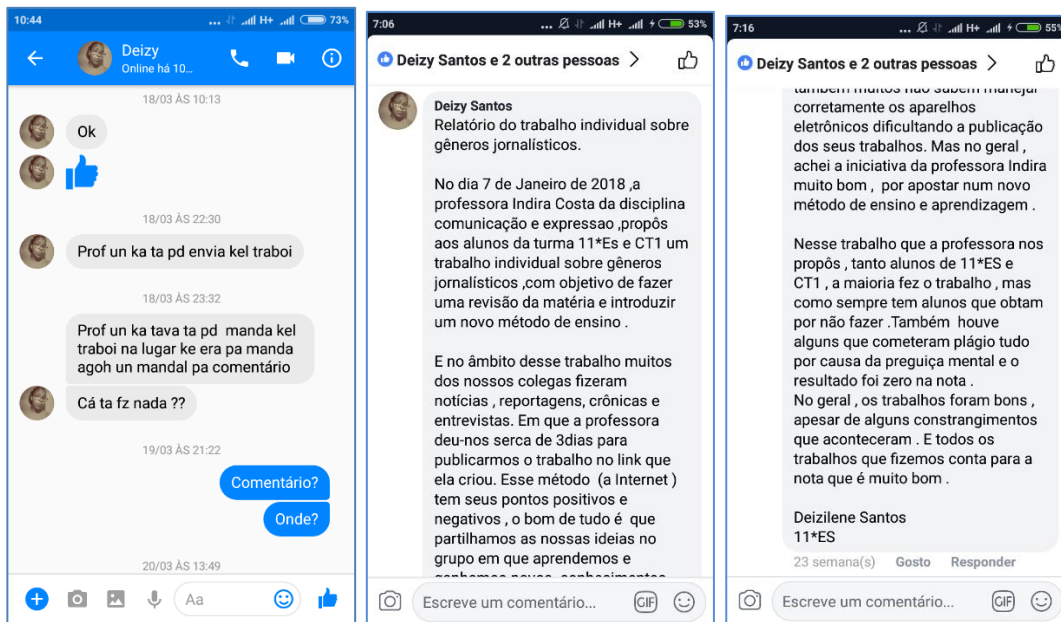 10:44
... H+ 73%
Deizy
Online há 10...
18/03 ÀS 10:13
Ok
18/03 ÀS 22:30
Prof un ka ta pd envia kel traboi
18/03 ÀS 23:32
Prof un ka tava ta pd manda kel
traboi na lugar ke era pa manda
agoh un mandal pa comentário
Cá ta fz nada ??
19/03 ÀS 21:22
Comentário?
Onde?
20/03 ÀS 13:49
Aa
7:06
... H+ 53%
Deizy Santos e 2 outras pessoas >
Deizy Santos
Relatório do trabalho individual sobre
gêneros jornalísticos.
No dia 7 de Janeiro de 2018 ,a
professora Indira Costa da disciplina
comunicação e expressao ,propôs
aos alunos da turma 11*Es e CT1 um
trabalho individual sobre gêneros
jornalísticos ,com objetivo de fazer
uma revisão da matéria e introduzir
um novo método de ensino .
E no âmbito desse trabalho muitos
dos nossos colegas fizeram
notícias , reportagens, crônicas e
entrevistas. Em que a professora
deu-nos serca de 3dias para
publicarmos o trabalho no link que
ela criou. Esse método (a Internet )
tem seus pontos positivos e
negativos , o bom de tudo é que
partilhamos as nossas ideias no
grupo em que aprendemos e
ganhamos novos conhecimentos
Escreve um comentário...
GIF
7:16
... H+ 55%
Deizy Santos e 2 outras pessoas >
também muitos não sabem manejar
corretamente os aparelhos
eletrônicos dificultando a publicação
dos seus trabalhos. Mas no geral ,
achei a iniciativa da professora Indira
muito bom , por apostar num novo
método de ensino e aprendizagem .
Nesse trabalho que a professora nos
propôs , tanto alunos de 11*ES e
CT1 , a maioria fez o trabalho , mas
como sempre tem alunos que obtam
por não fazer .Também houve
alguns que cometeram plágio tudo
por causa da preguiça mental e o
resultado foi zero na nota .
No geral , os trabalhos foram bons ,
apesar de alguns constrangimentos
que aconteceram . E todos os
trabalhos que fizemos conta para a
nota que é muito bom .
Deizilene Santos
11*ES
23 semana(s) Gosto Responder
Escreve um comentário...
GIF